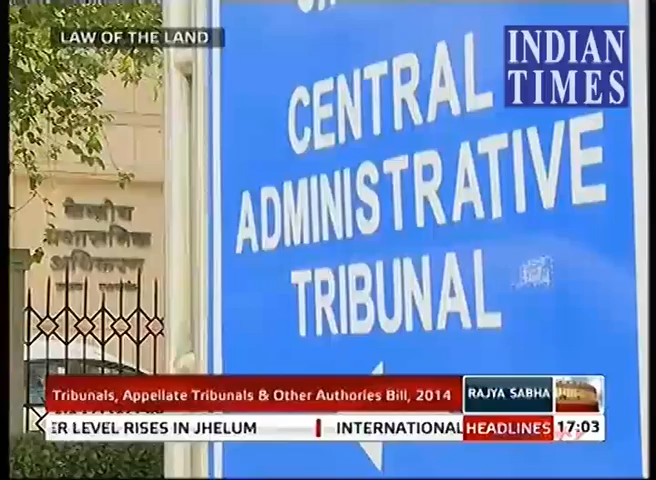 LAW OF THE LAND
INDIAN
TIMES
CENTRAL
ADMINISTRATIVE
TRIBUNAL
Tribunals, Appellate Tribunals & Other Authories Bill, 2014
RAJYA SABHA
ER LEVEL RISES IN JHELUM
INTERNATIONAL
HEADLINES
17:03